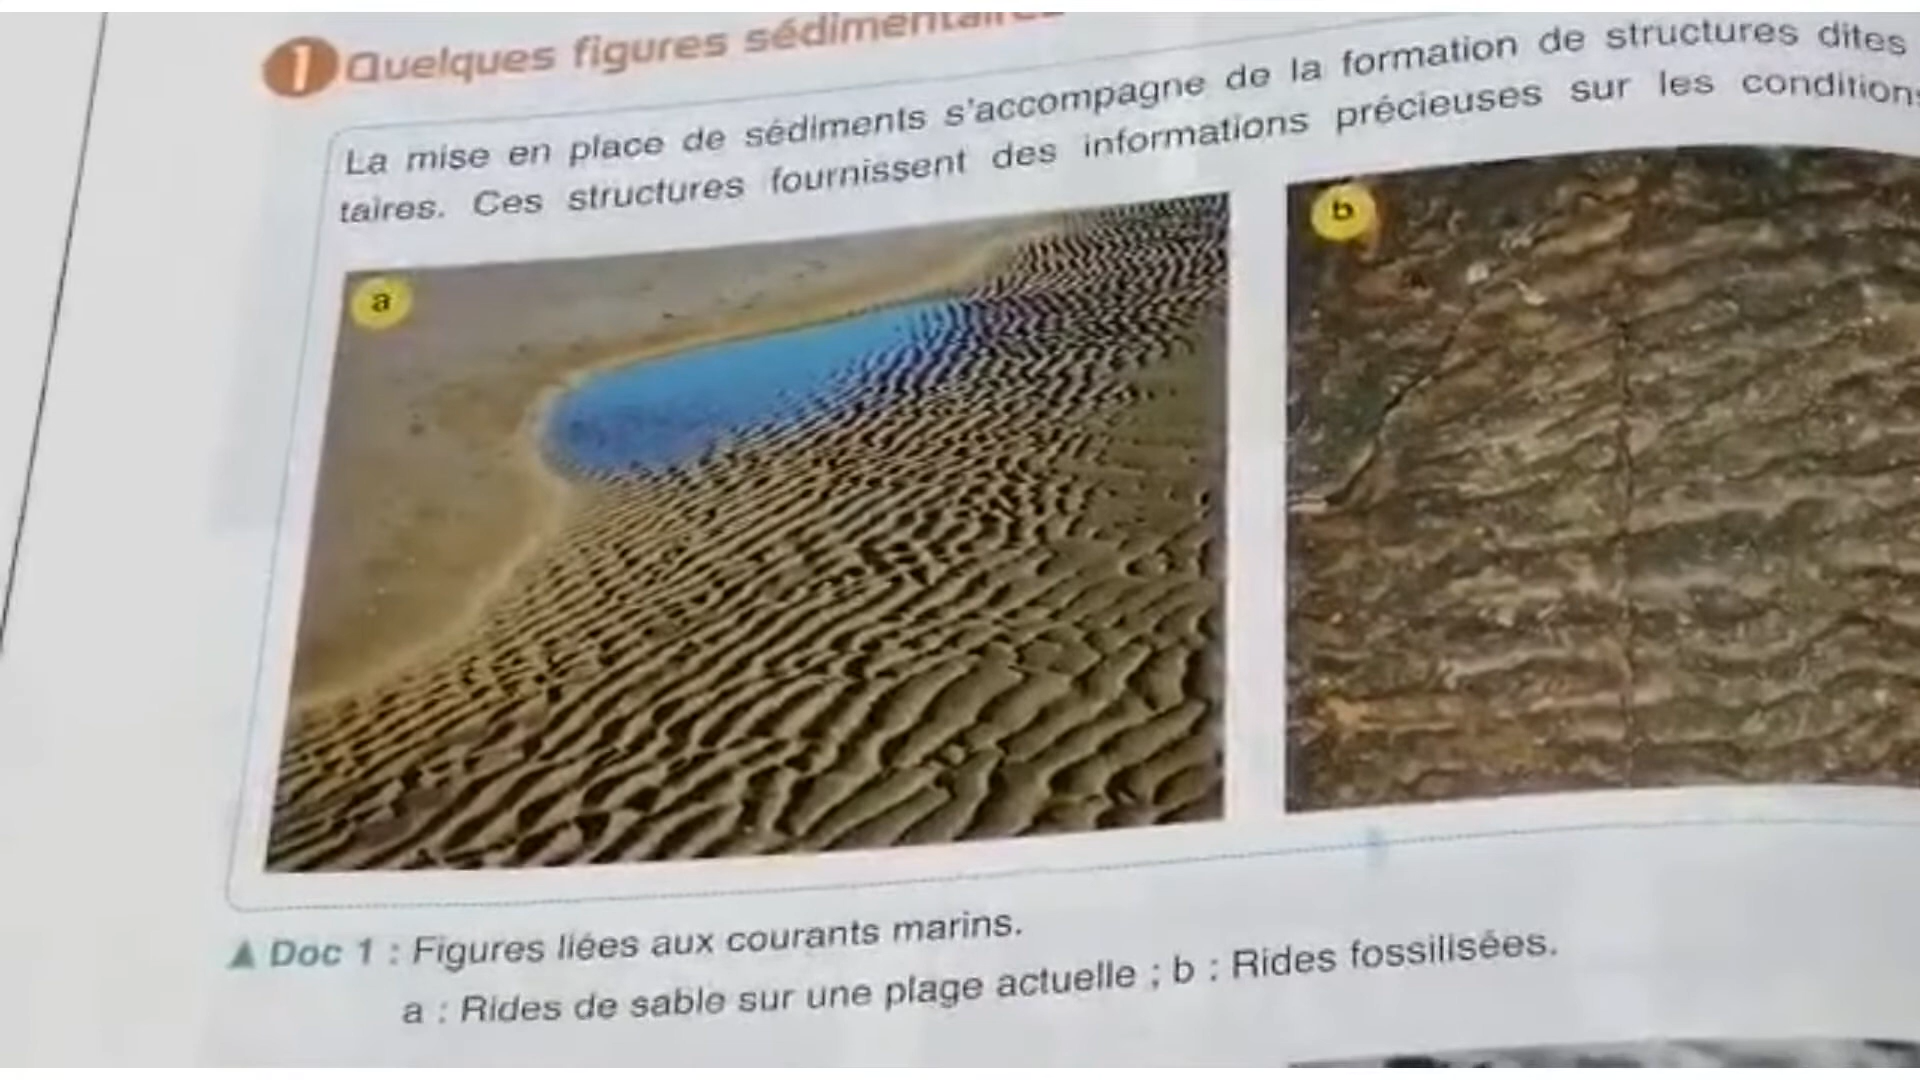 1 Quelques figures sédimentaires
La mise en place de sédiments s'accompagne de la formation de structures dites
taires. Ces structures fournissent des informations précieuses sur les conditions
a
b
▲ Doc 1 : Figures liées aux courants marins.
a : Rides de sable sur une plage actuelle ; b : Rides fossilisées.